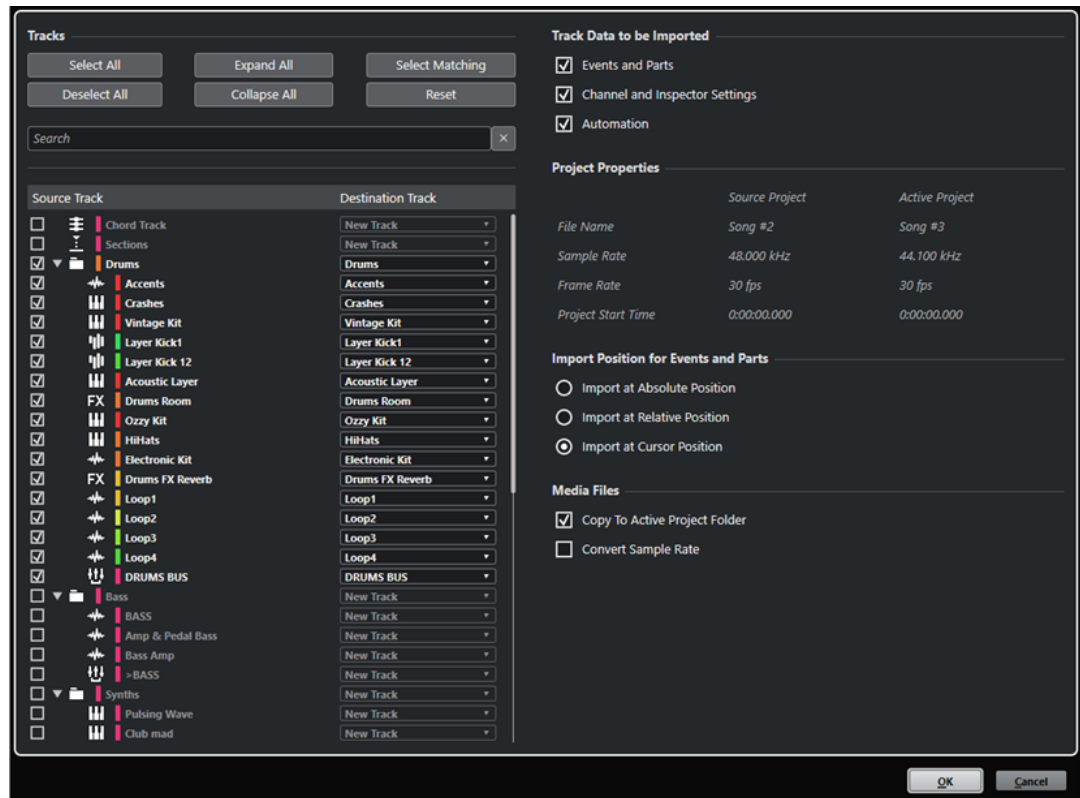 Tracks
Select All Expand All Select Matching
Deselect All Collapse All Reset
Search
Source Track Destination Track
Chord Track New Track
Sections New Track
Drums Drums
Accents Accents
Crashes Crashes
Vintage Kit Vintage Kit
Layer Kick1 Layer Kick1
Layer Kick 12 Layer Kick 12
Acoustic Layer Acoustic Layer
FX Drums Room Drums Room
Ozzy Kit Ozzy Kit
HiHats HiHats
Electronic Kit Electronic Kit
FX Drums FX Reverb Drums FX Reverb
Loop1 Loop1
Loop2 Loop2
Loop3 Loop3
Loop4 Loop4
DRUMS BUS DRUMS BUS
Bass New Track
BASS New Track
Amp & Pedal Bass New Track
Bass Amp New Track
>BASS New Track
Synths New Track
Pulsing Wave New Track
Club mad New Track
Track Data to be Imported
Events and Parts
Channel and Inspector Settings
Automation
Project Properties
Source Project Active Project
File Name Song #2 Song #3
Sample Rate 48.000 kHz 44.100 kHz
Frame Rate 30 fps 30 fps
Project Start Time 0:00:00.000 0:00:00.000
Import Position for Events and Parts
Import at Absolute Position
Import at Relative Position
Import at Cursor Position
Media Files
Copy To Active Project Folder
Convert Sample Rate
OK Cancel